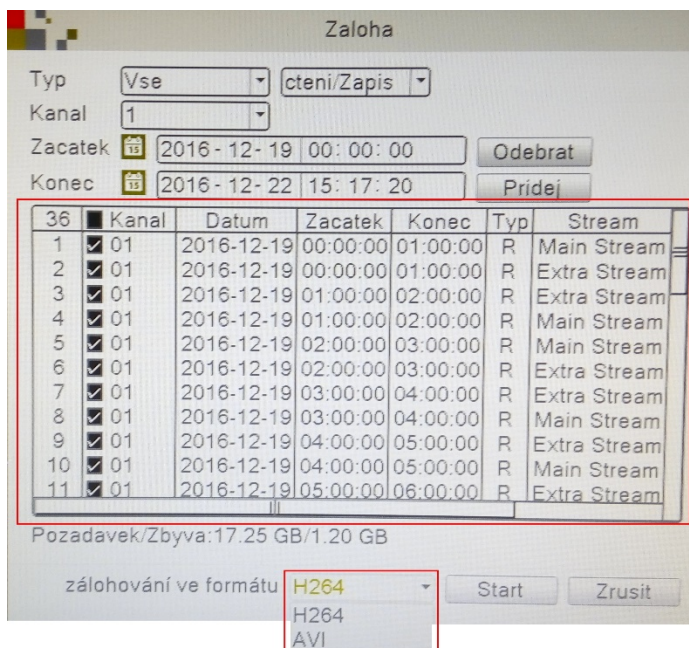 Zaloha
Typ Vse cteni/Zapis
Kanal 1
Zacatek 15 2016 - 12 - 19 00: 00: 00 Odebrat
Konec 15 2016 - 12 - 22 15: 17: 20 Pridej
36 Kanal Datum Zacatek Konec Typ Stream
1 01 2016-12-19 00:00:00 01:00:00 R Main Stream
2 01 2016-12-19 00:00:00 01:00:00 R Extra Stream
3 01 2016-12-19 01:00:00 02:00:00 R Extra Stream
4 01 2016-12-19 01:00:00 02:00:00 R Main Stream
5 01 2016-12-19 02:00:00 03:00:00 R Main Stream
6 01 2016-12-19 02:00:00 03:00:00 R Extra Stream
7 01 2016-12-19 03:00:00 04:00:00 R Extra Stream
8 01 2016-12-19 03:00:00 04:00:00 R Main Stream
9 01 2016-12-19 04:00:00 05:00:00 R Extra Stream
10 01 2016-12-19 04:00:00 05:00:00 R Main Stream
11 01 2016-12-19 05:00:00 06:00:00 R Extra Stream
Pozadavek/Zbyva:17.25 GB/1.20 GB
zálohování ve formátu H264 Start Zrusit
H264
AVI